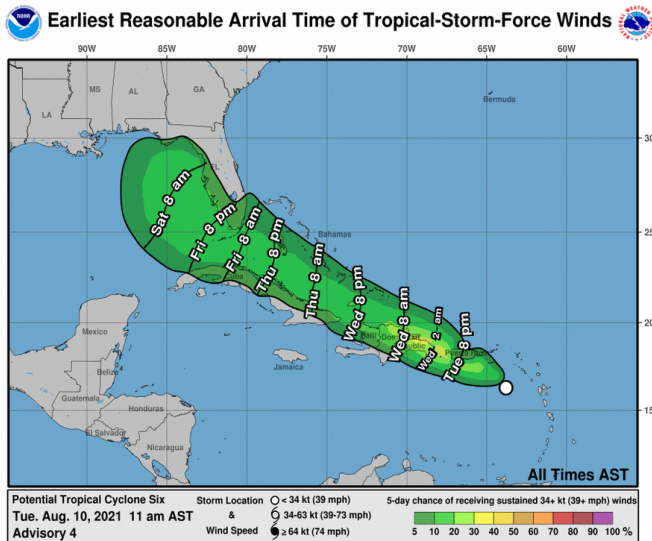 Earliest Reasonable Arrival Time of Tropical-Storm-Force Winds
NOAA
90W 85W 80W 75W 70W 65W 60W
MS AL GA
LA
Bermuda
FL
Sat 8 am
Fri 8 pm
Fri 8 am
Thu 8 pm
Thu 8 am
Wed 8 pm
Wed 8 am
Wed 2 am
Tue 8 pm
Bahamas
25
20
15
Mexico
Jamaica
Belize
Guatemala
Honduras
El Salvador
Nicaragua
All Times AST
Potential Tropical Cyclone Six
Tue. Aug. 10, 2021 11 am AST
Advisory 4
Storm Location
&
Wind Speed
< 34 kt (39 mph)
34-63 kt (39-73 mph)
≥ 64 kt (74 mph)
5-day chance of receiving sustained 34+ kt (39+ mph) winds
5 10 20 30 40 50 60 70 80 90 100 %